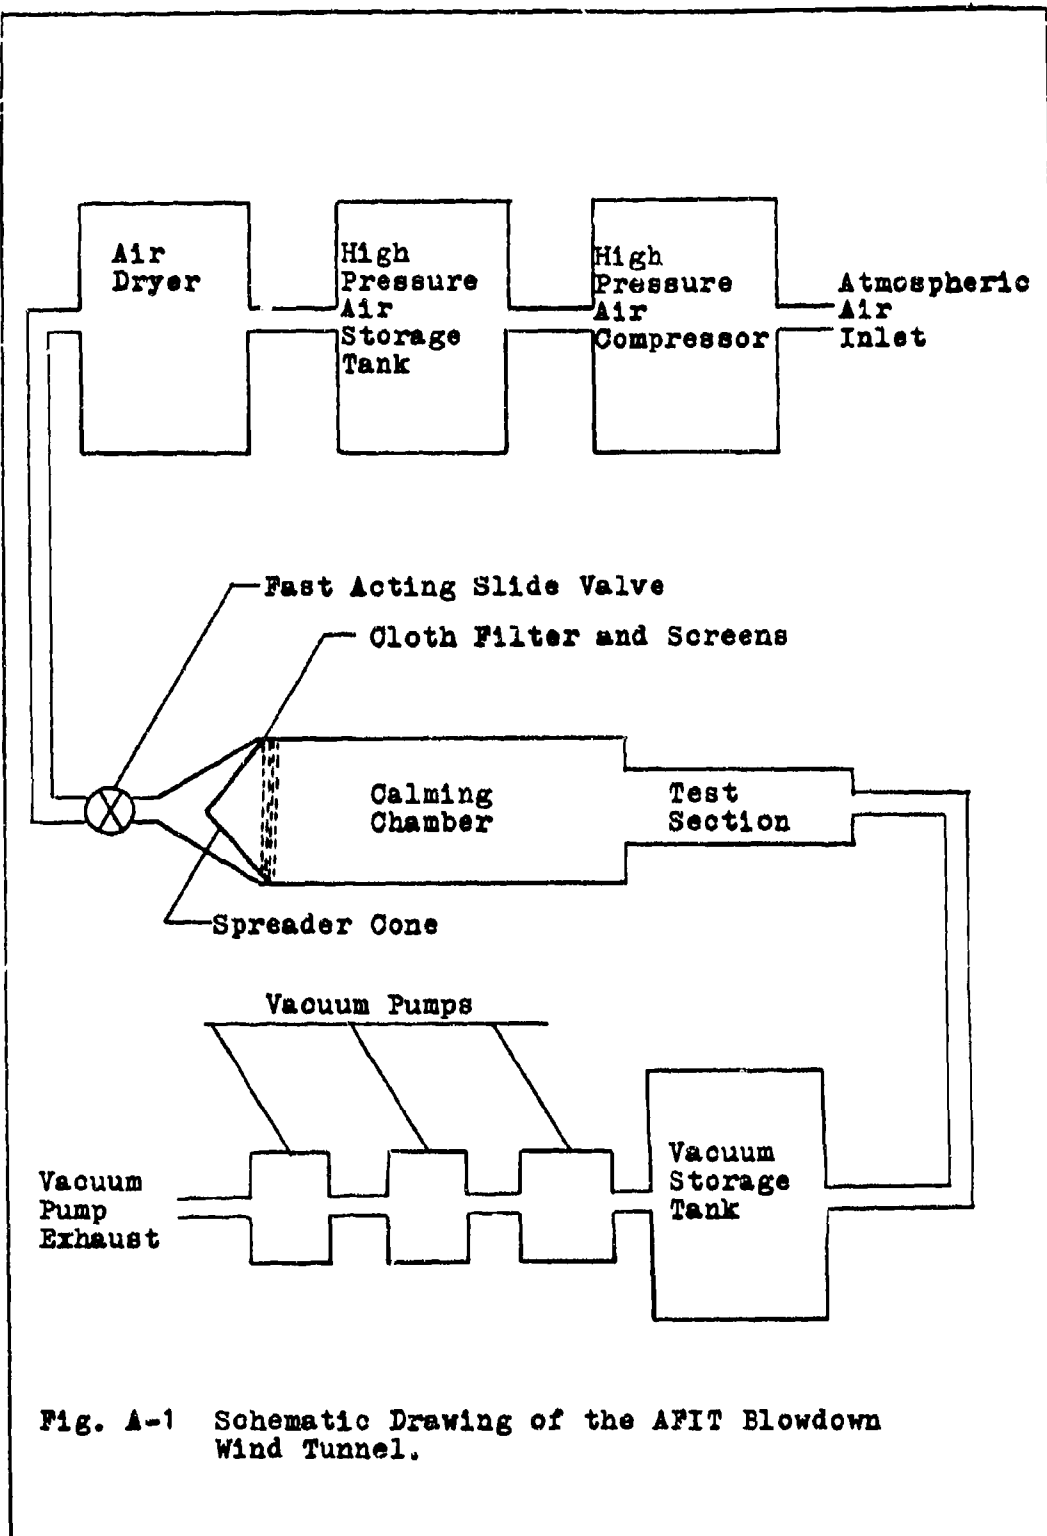 Air
Dryer
High
Pressure
Air
Storage
Tank
High
Pressure
Air
Compressor
Atmospheric
Air
Inlet
Fast Acting Slide Valve
Cloth Filter and Screens
Calming
Chamber
Test
Section
Spreader Cone
Vacuum Pumps
Vacuum
Storage
Tank
Vacuum
Pump
Exhaust
Fig. A-1 Schematic Drawing of the AFIT Blowdown
Wind Tunnel.